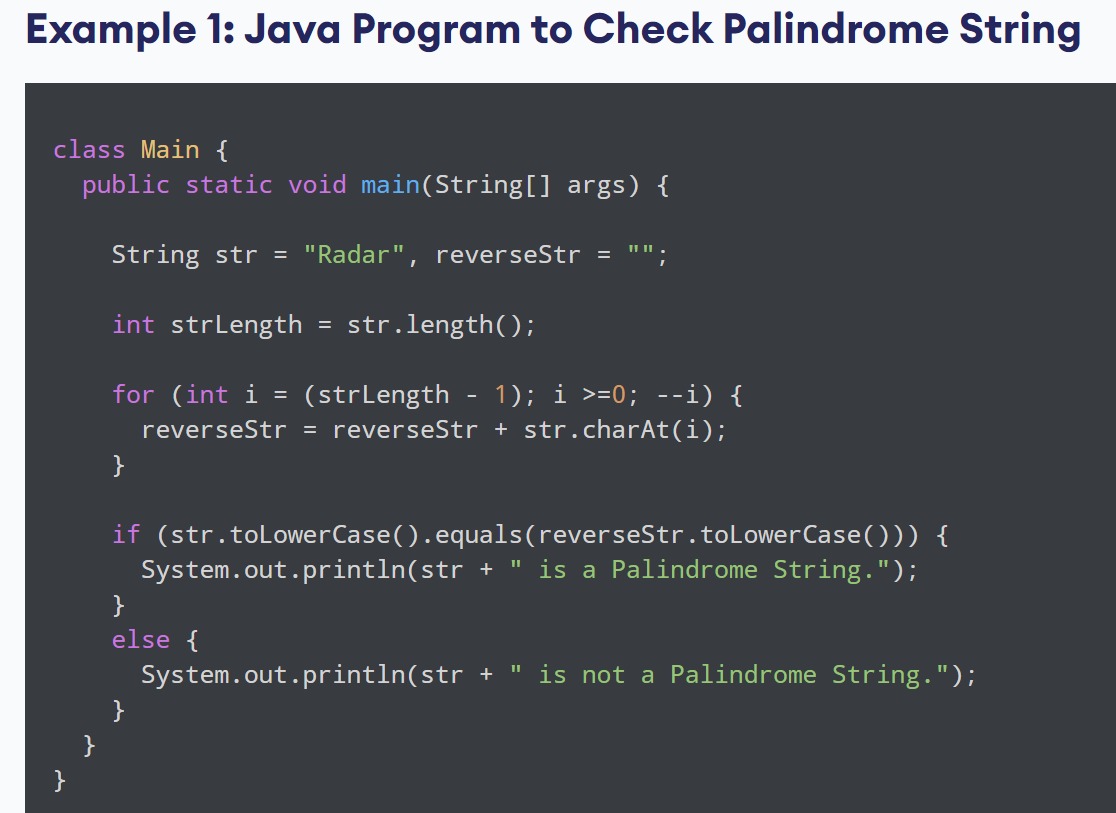 Example 1: Java Program to Check Palindrome String
class Main {
  public static void main(String[] args) {
    String str = "Radar", reverseStr = "";
    int strLength = str.length();
    for (int i = (strLength - 1); i >=0; --i) {
      reverseStr = reverseStr + str.charAt(i);
    }
    if (str.toLowerCase().equals(reverseStr.toLowerCase())) {
      System.out.println(str + " is a Palindrome String.");
    }
    else {
      System.out.println(str + " is not a Palindrome String.");
    }
  }
}